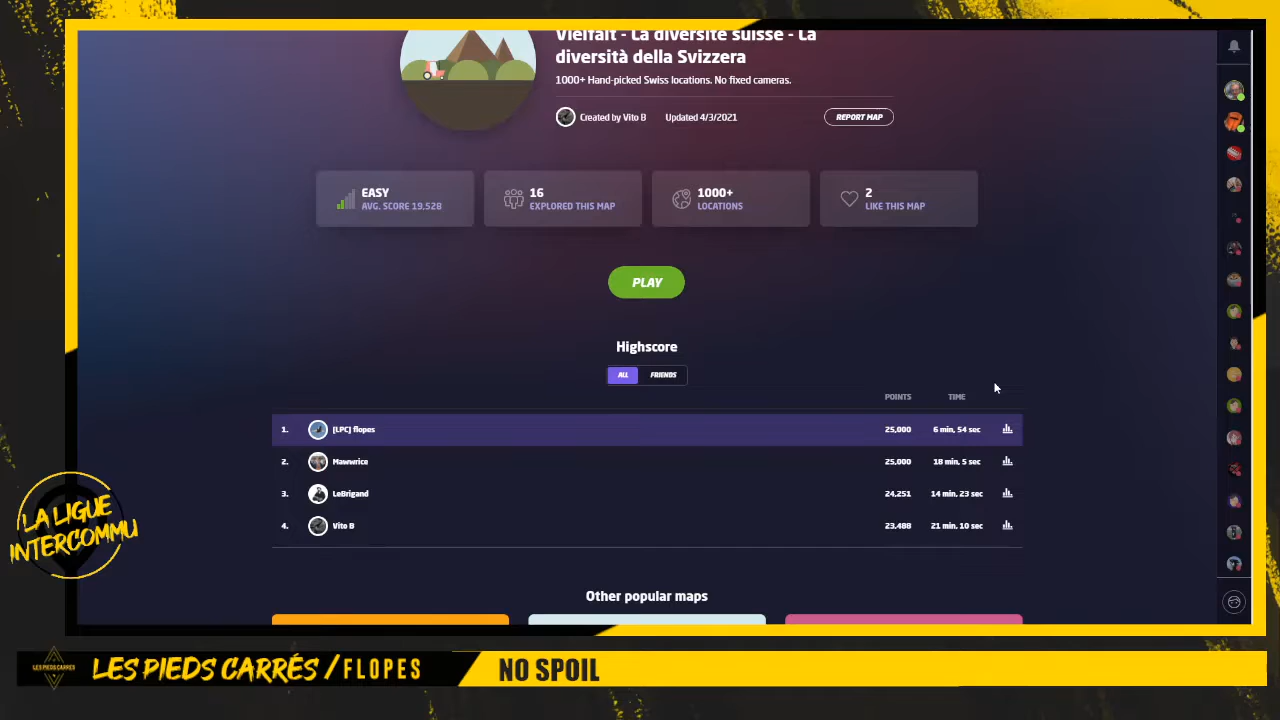 Vielfalt - La diversité suisse - La
diversità della Svizzera
1000+ Hand-picked Swiss locations. No fixed cameras.
Created by Vito B Updated 4/3/2021 REPORT MAP
EASY
AVG. SCORE 19,528
16
EXPLORED THIS MAP
1000+
LOCATIONS
2
LIKE THIS MAP
PLAY
Highscore
ALL FRIENDS
POINTS TIME
1. [LPC] flopes 25,000 6 min, 54 sec
2. Mawwrice 25,000 18 min, 5 sec
3. LeBrigand 24,251 14 min, 23 sec
4. Vito B 23,488 21 min, 10 sec
Other popular maps
LA LIGUE
INTERCOMMU
LES PIEDS CARRÉS
LES PIEDS CARRÉS / FLOPES
NO SPOIL